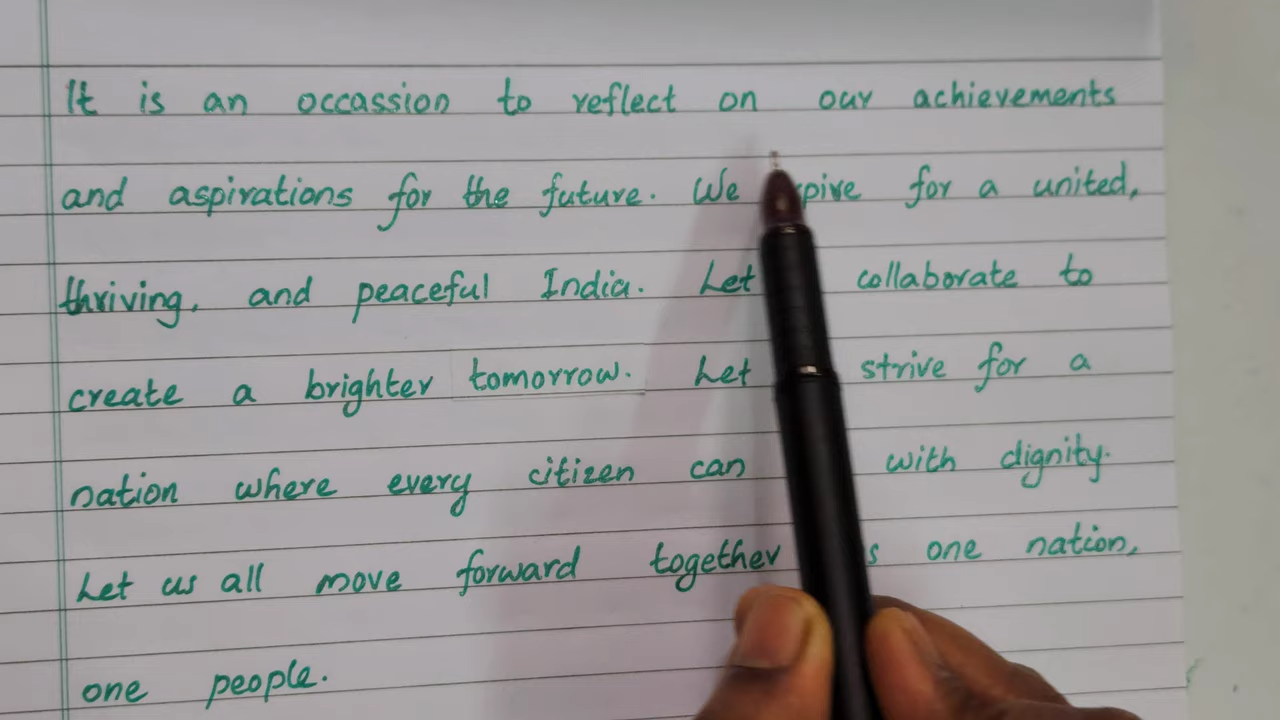 It is an occassion to reflect on our achievements
and aspirations for the future. We for a united,
thriving, and peaceful India. Let collaborate to
create a brighter tomorrow. Let strive for a
nation where every citizen can with dignity.
Let us all move forward together one nation,
one people.